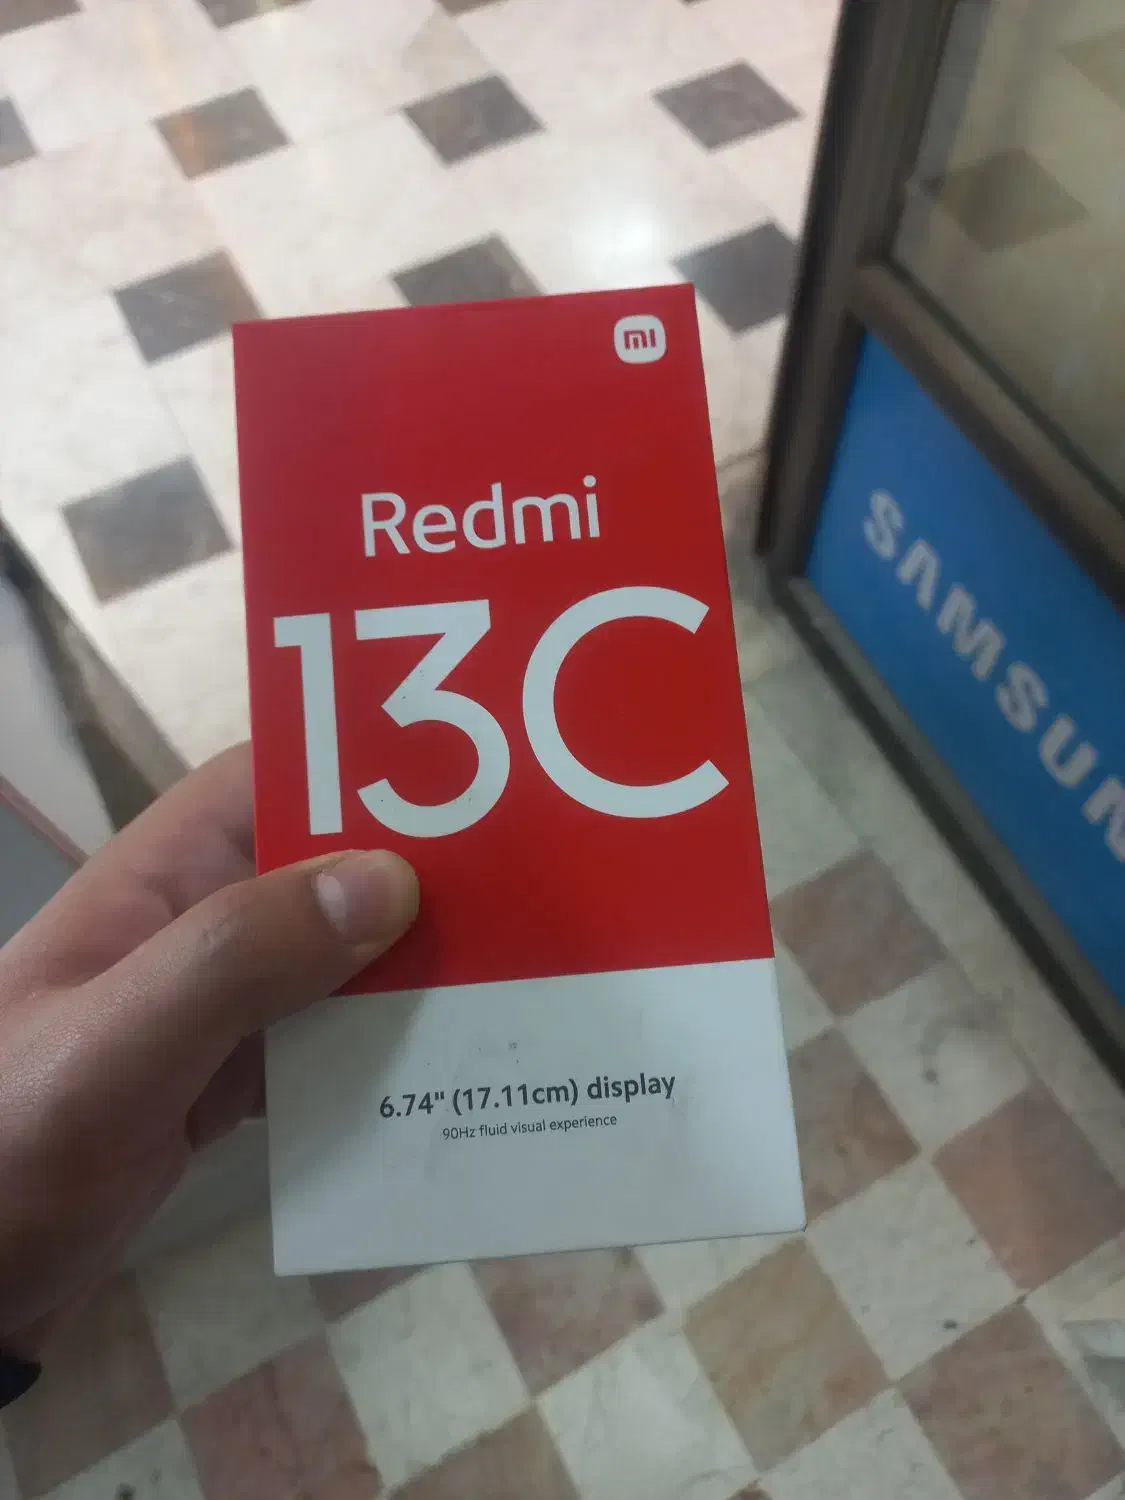 mi
Redmi
13C
6.74" (17.11cm) display
90Hz fluid visual experience
SAMSUN